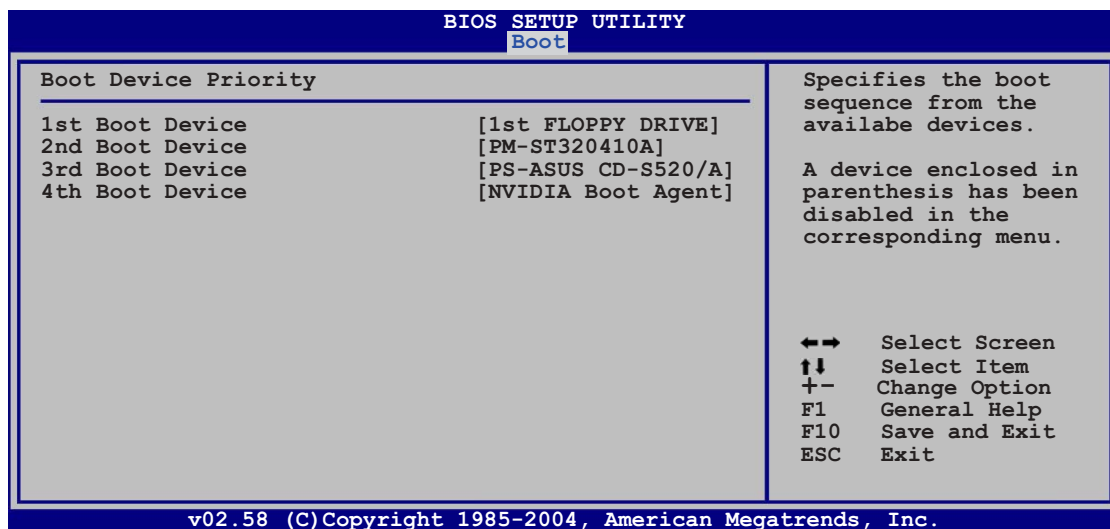 BIOS SETUP UTILITY
Boot
Boot Device Priority
1st Boot Device [1st FLOPPY DRIVE]
2nd Boot Device [PM-ST320410A]
3rd Boot Device [PS-ASUS CD-S520/A]
4th Boot Device [NVIDIA Boot Agent]
Specifies the boot
sequence from the
availabe devices.
A device enclosed in
parenthesis has been
disabled in the
corresponding menu.
←→ Select Screen
↑↓ Select Item
+- Change Option
F1 General Help
F10 Save and Exit
ESC Exit
v02.58 (C)Copyright 1985-2004, American Megatrends, Inc.